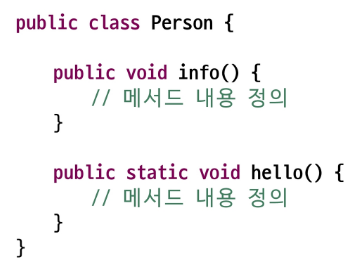 public class Person {
public void info() {
// 메서드 내용 정의
}
public static void hello() {
// 메서드 내용 정의
}
}